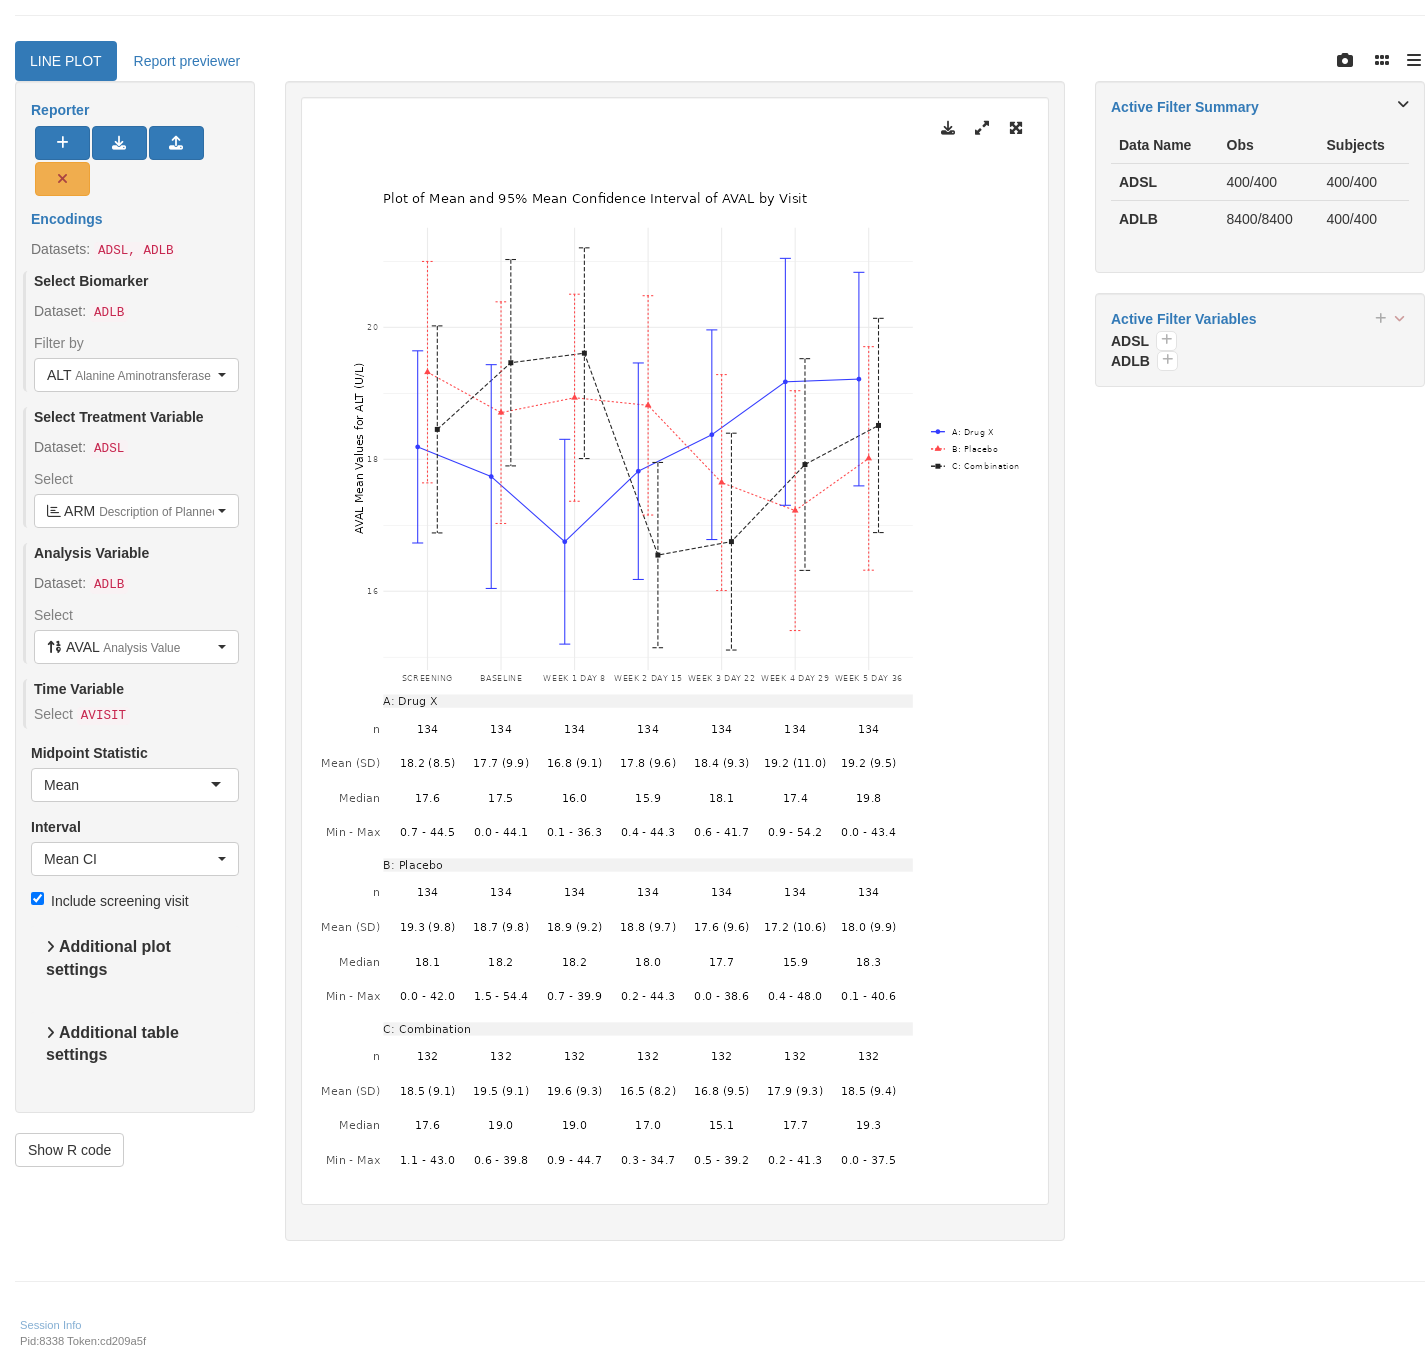 LINE PLOT
Report previewer
Reporter
Encodings
Datasets: ADSL, ADLB
Select Biomarker
Dataset: ADLB
Filter by
ALT Alanine Aminotransferase
Select Treatment Variable
Dataset: ADSL
Select
ARM Description of Planned
Analysis Variable
Dataset: ADLB
Select
AVAL Analysis Value
Time Variable
Select AVISIT
Midpoint Statistic
Mean
Interval
Mean CI
Include screening visit
Additional plot
settings
Additional table
settings
Show R code
Plot of Mean and 95% Mean Confidence Interval of AVAL by Visit
AVAL Mean Values for ALT (U/L)
20
18
16
SCREENING BASELINE WEEK 1 DAY 8 WEEK 2 DAY 15 WEEK 3 DAY 22 WEEK 4 DAY 29 WEEK 5 DAY 36
A: Drug X
B: Placebo
C: Combination
A: Drug X
n 134 134 134 134 134 134 134
Mean (SD) 18.2 (8.5) 17.7 (9.9) 16.8 (9.1) 17.8 (9.6) 18.4 (9.3) 19.2 (11.0) 19.2 (9.5)
Median 17.6 17.5 16.0 15.9 18.1 17.4 19.8
Min - Max 0.7 - 44.5 0.0 - 44.1 0.1 - 36.3 0.4 - 44.3 0.6 - 41.7 0.9 - 54.2 0.0 - 43.4
B: Placebo
n 134 134 134 134 134 134 134
Mean (SD) 19.3 (9.8) 18.7 (9.8) 18.9 (9.2) 18.8 (9.7) 17.6 (9.6) 17.2 (10.6) 18.0 (9.9)
Median 18.1 18.2 18.2 18.0 17.7 15.9 18.3
Min - Max 0.0 - 42.0 1.5 - 54.4 0.7 - 39.9 0.2 - 44.3 0.0 - 38.6 0.4 - 48.0 0.1 - 40.6
C: Combination
n 132 132 132 132 132 132 132
Mean (SD) 18.5 (9.1) 19.5 (9.1) 19.6 (9.3) 16.5 (8.2) 16.8 (9.5) 17.9 (9.3) 18.5 (9.4)
Median 17.6 19.0 19.0 17.0 15.1 17.7 19.3
Min - Max 1.1 - 43.0 0.6 - 39.8 0.9 - 44.7 0.3 - 34.7 0.5 - 39.2 0.2 - 41.3 0.0 - 37.5
Active Filter Summary
Data Name Obs Subjects
ADSL 400/400 400/400
ADLB 8400/8400 400/400
Active Filter Variables
ADSL
ADLB
Session Info
Pid:8338 Token:cd209a5f